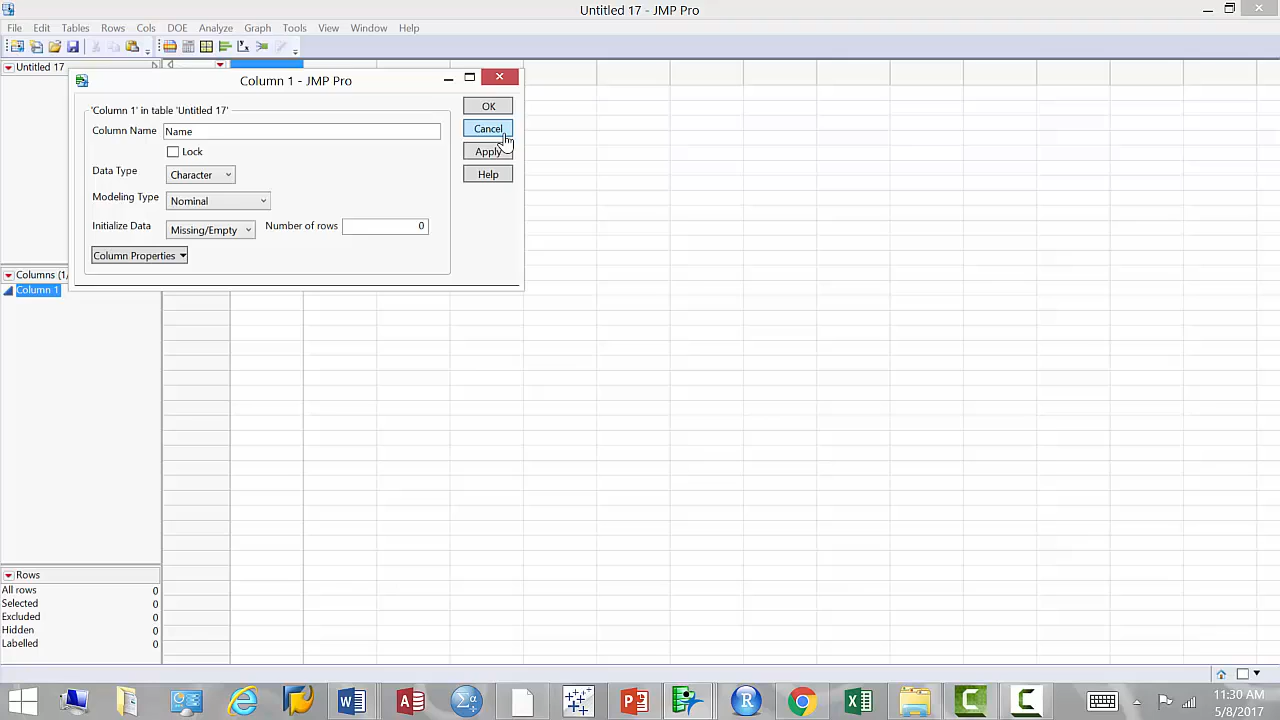 Untitled 17 - JMP Pro
File Edit Tables Rows Cols DOE Analyze Graph Tools View Window Help
Untitled 17
Column 1 - JMP Pro
'Column 1' in table 'Untitled 17'
OK
Column Name Name
Cancel
Lock
Apply
Data Type Character
Help
Modeling Type Nominal
Initialize Data Missing/Empty Number of rows 0
Column Properties
Columns (1/
Column 1
Rows
All rows 0
Selected 0
Excluded 0
Hidden 0
Labelled 0
11:30 AM
5/8/2017